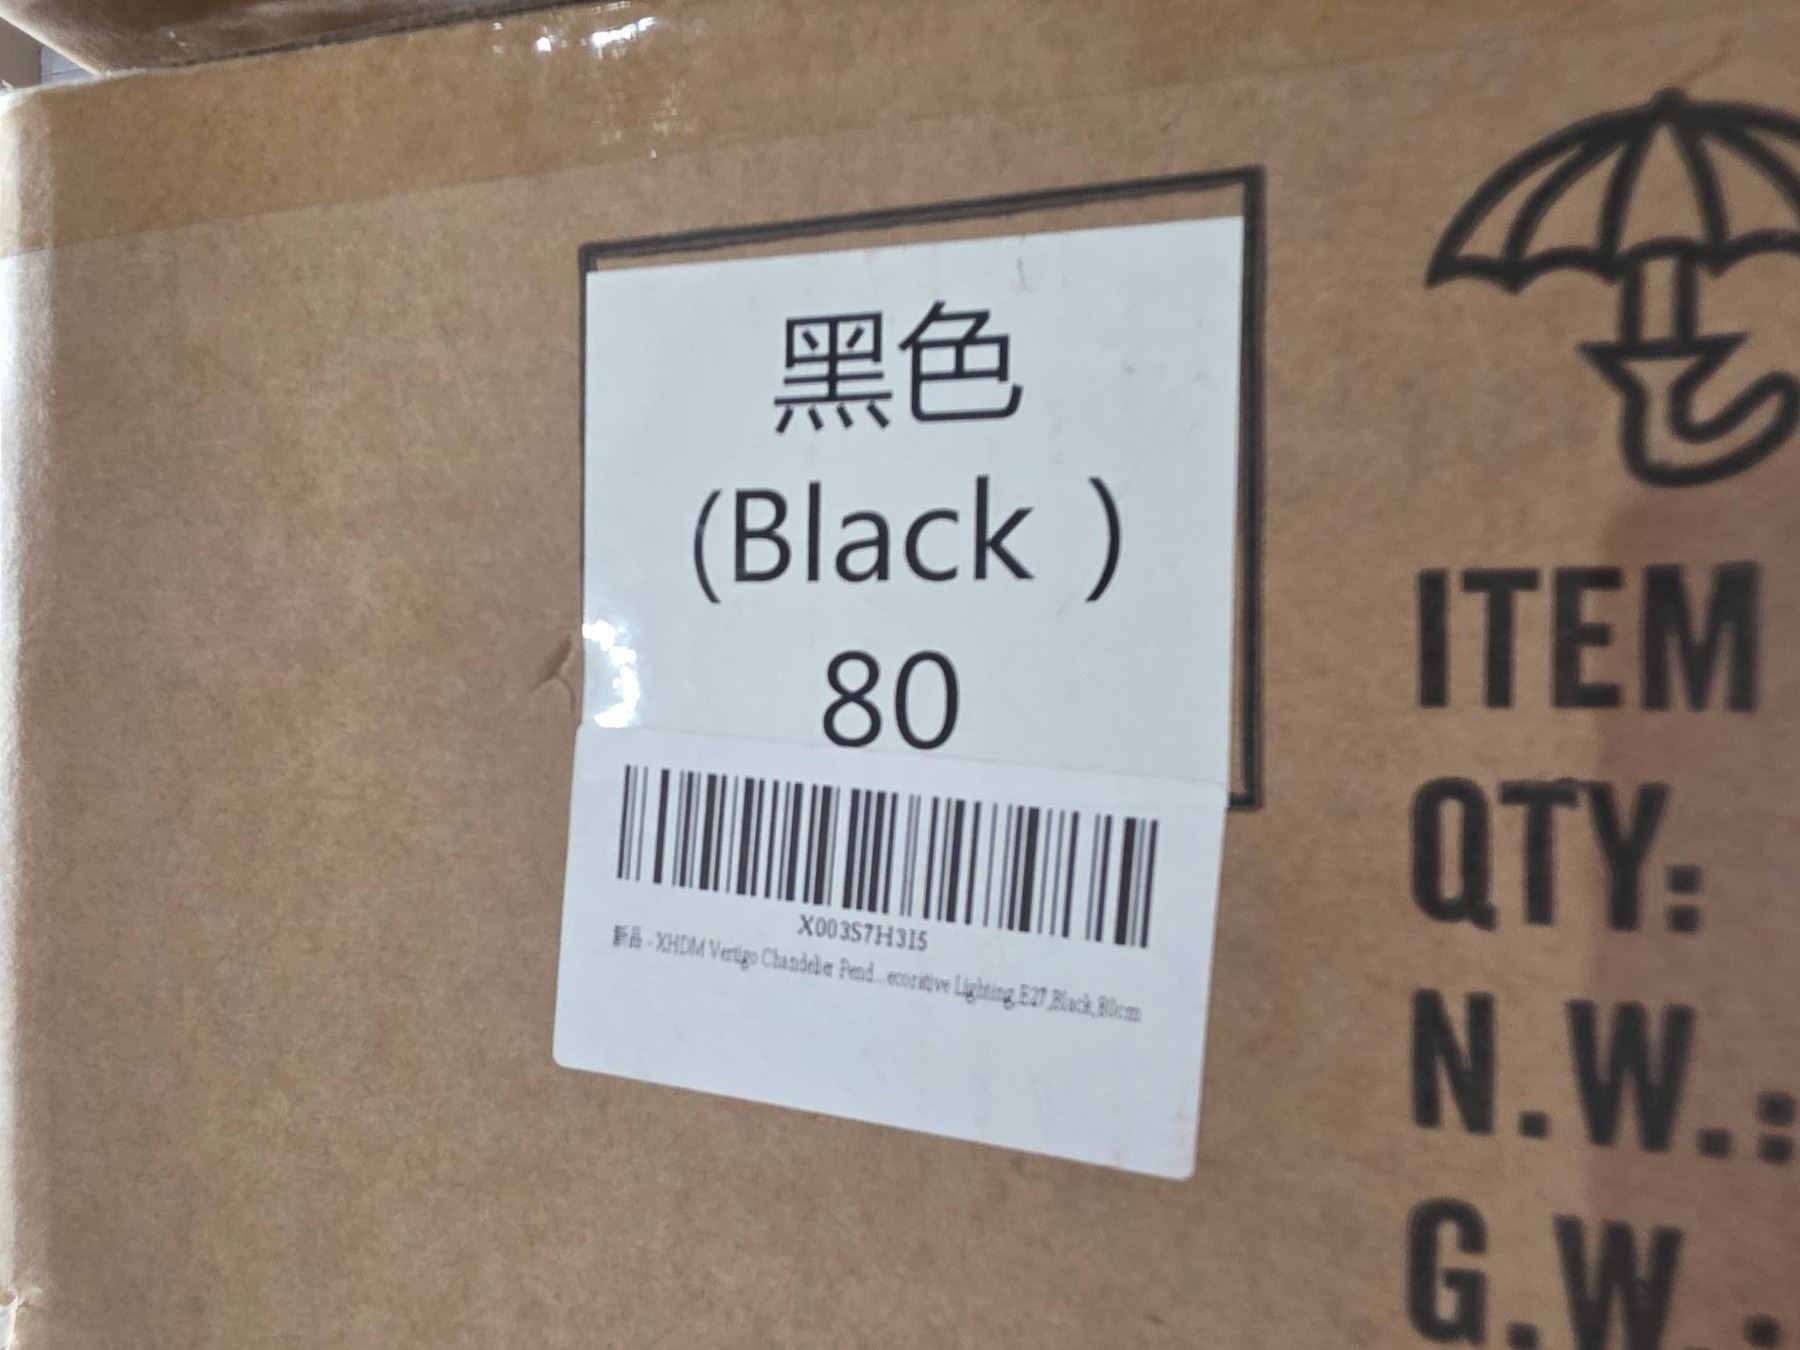 黑色
(Black )
80
X003S7H3I5
新品 - XHDM Vertigo Chandelier Pend...ecorative Lighting,E27,Black,80cm
ITEM
QTY:
N.W.:
G.W.: